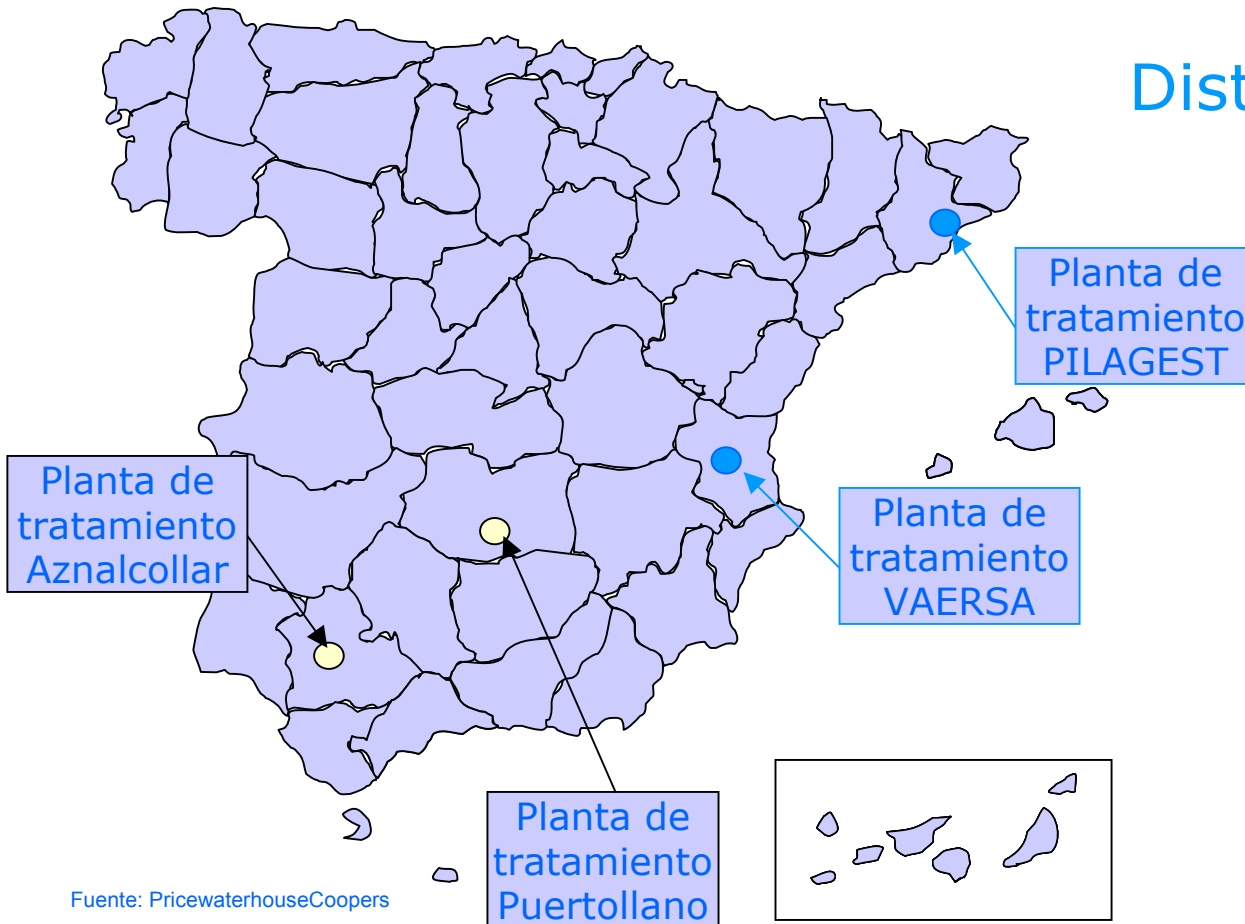 Dist
Planta de
tratamiento
PILAGEST
Planta de
tratamiento
Aznalcollar
Planta de
tratamiento
VAERSA
Planta de
tratamiento
Puertollano
Fuente: PricewaterhouseCoopers